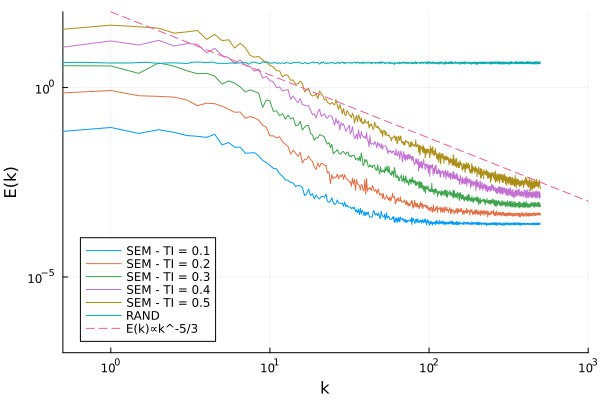 E(k)
10^0
10^-5
SEM - TI = 0.1
SEM - TI = 0.2
SEM - TI = 0.3
SEM - TI = 0.4
SEM - TI = 0.5
RAND
E(k)∝k^-5/3
10^0 10^1 10^2 10^3
k